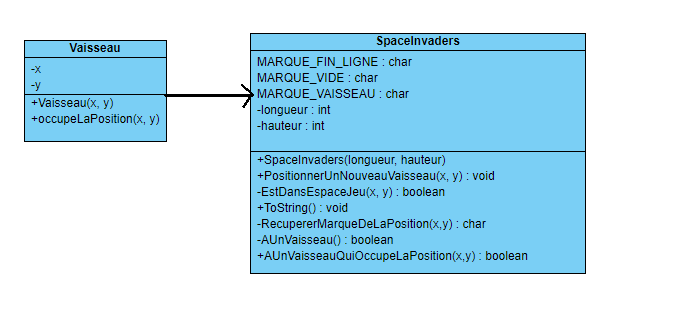 Vaisseau
-x
-y
+Vaisseau(x, y)
+occupeLaPosition(x, y)
SpaceInvaders
MARQUE_FIN_LIGNE : char
MARQUE_VIDE : char
MARQUE_VAISSEAU : char
-longueur : int
-hauteur : int
+SpaceInvaders(longueur, hauteur)
+PositionnerUnNouveauVaisseau(x, y) : void
-EstDansEspaceJeu(x, y) : boolean
+ToString() : void
-RecupererMarqueDeLaPosition(x,y) : char
-AUnVaisseau() : boolean
+AUnVaisseauQuiOccupeLaPosition(x,y) : boolean